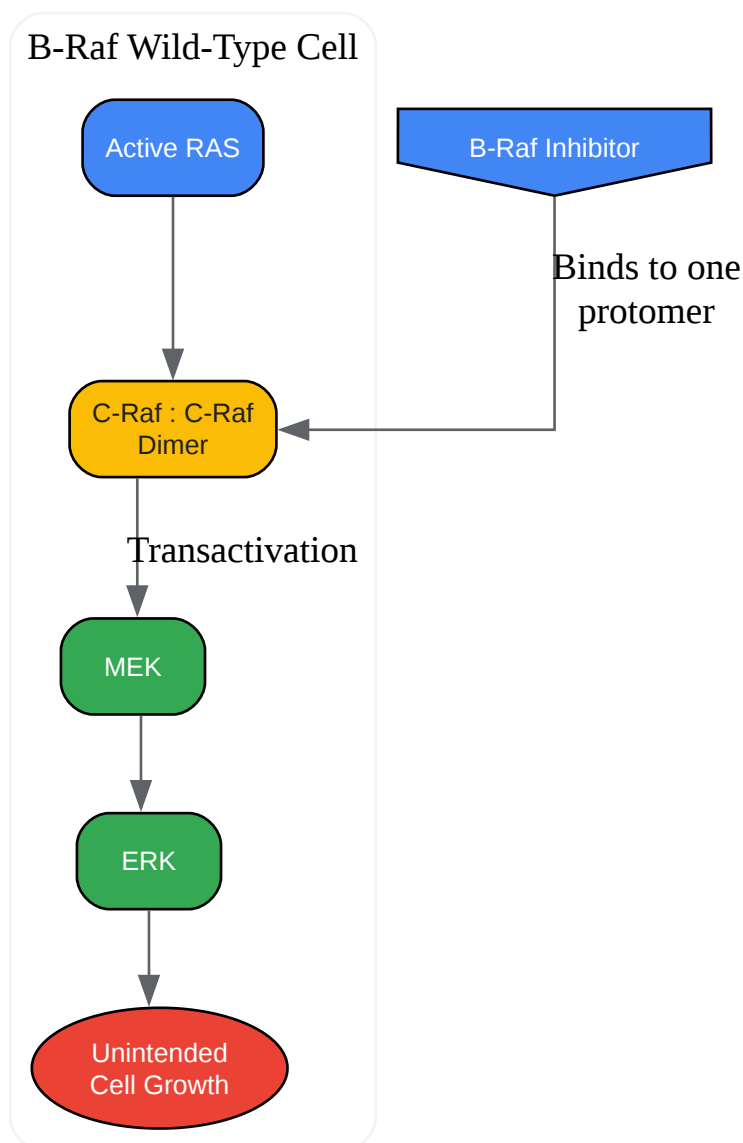 B-Raf Wild-Type Cell
Active RAS
B-Raf Inhibitor
Binds to one
protomer
C-Raf : C-Raf
Dimer
Transactivation
MEK
ERK
Unintended
Cell Growth